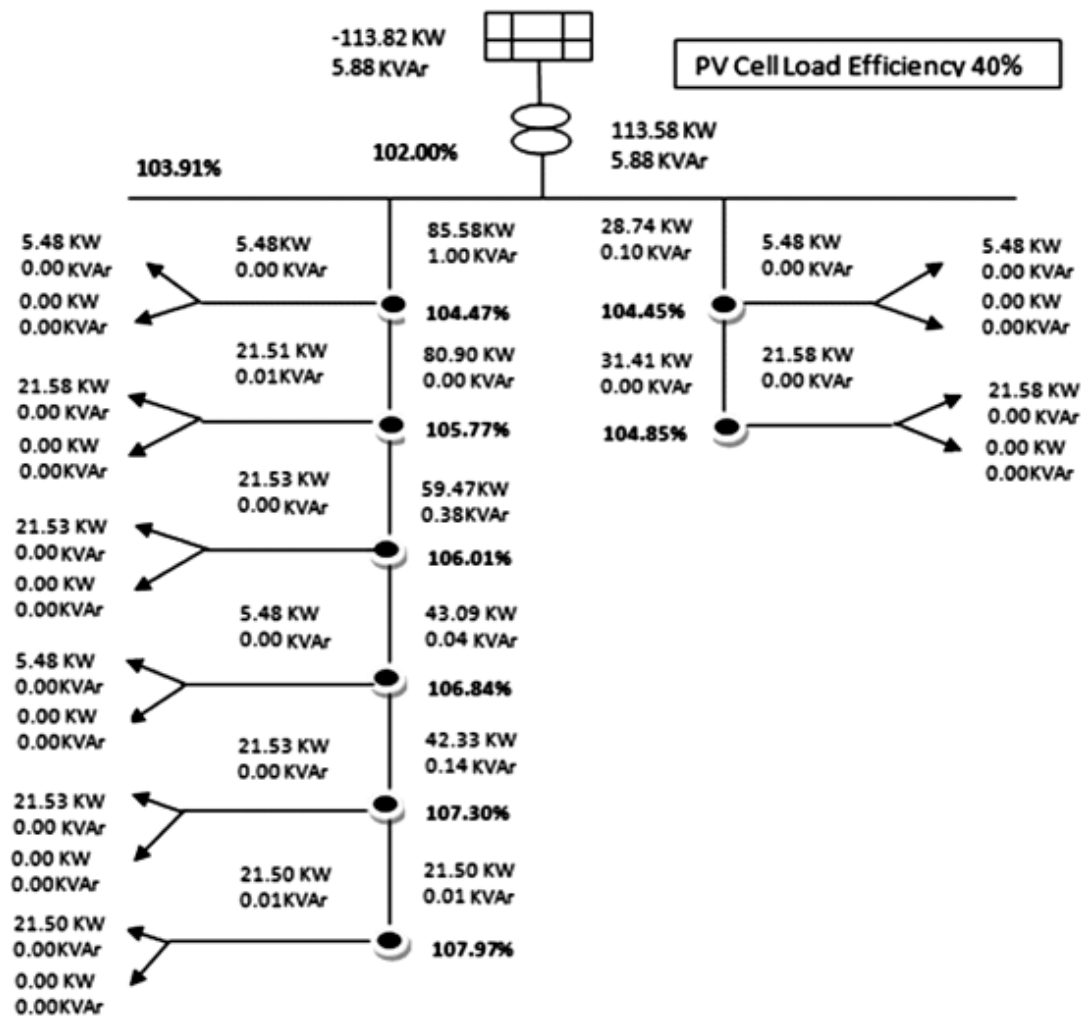 -113.82 KW
5.88 KVAr
PV Cell Load Efficiency 40%
113.58 KW
5.88 KVAr
103.91%
102.00%
5.48 KW
0.00 KVAr
0.00 KW
0.00KVAr
5.48KW
0.00 KVAr
85.58KW
1.00 KVAr
104.47%
21.58 KW
0.00 KVAr
0.00 KW
0.00KVAr
21.51 KW
0.01KVAr
80.90 KW
0.00 KVAr
105.77%
21.53 KW
0.00 KVAr
0.00 KW
0.00KVAr
21.53 KW
0.00 KVAr
59.47KW
0.38KVAr
106.01%
5.48 KW
0.00KVAr
0.00 KW
0.00KVAr
5.48 KW
0.00 KVAr
43.09 KW
0.04 KVAr
106.84%
21.53 KW
0.00 KVAr
0.00 KW
0.00KVAr
21.53 KW
0.00 KVAr
42.33 KW
0.14 KVAr
107.30%
21.50 KW
0.00KVAr
0.00 KW
0.00KVAr
21.50 KW
0.01KVAr
21.50 KW
0.01 KVAr
107.97%
28.74 KW
0.10 KVAr
104.45%
5.48 KW
0.00 KVAr
5.48 KW
0.00 KVAr
0.00 KW
0.00KVAr
31.41 KW
0.00 KVAr
104.85%
21.58 KW
0.00 KVAr
21.58 KW
0.00 KVAr
0.00 KW
0.00KVAr